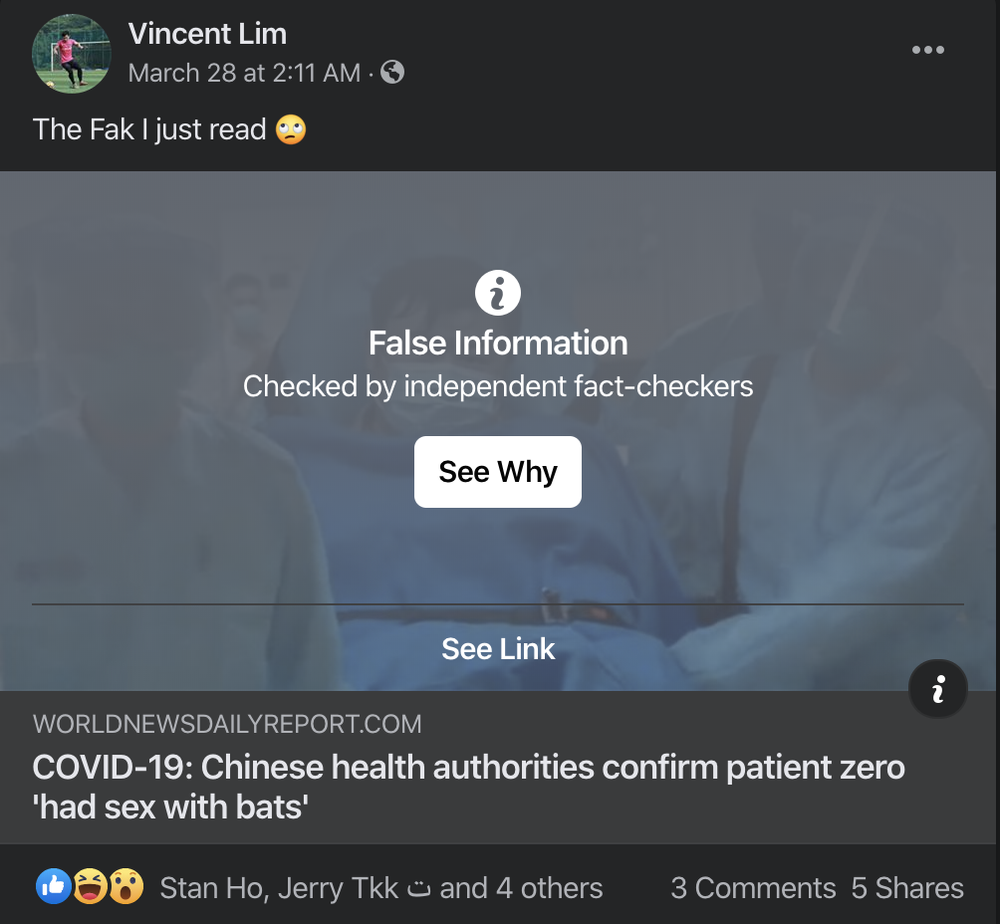 Vincent Lim
March 28 at 2:11 AM ·
The Fak I just read 🙄
False Information
Checked by independent fact-checkers
See Why
See Link
WORLDNEWSDAILYREPORT.COM
COVID-19: Chinese health authorities confirm patient zero
'had sex with bats'
Stan Ho, Jerry Tkk ت and 4 others 3 Comments 5 Shares